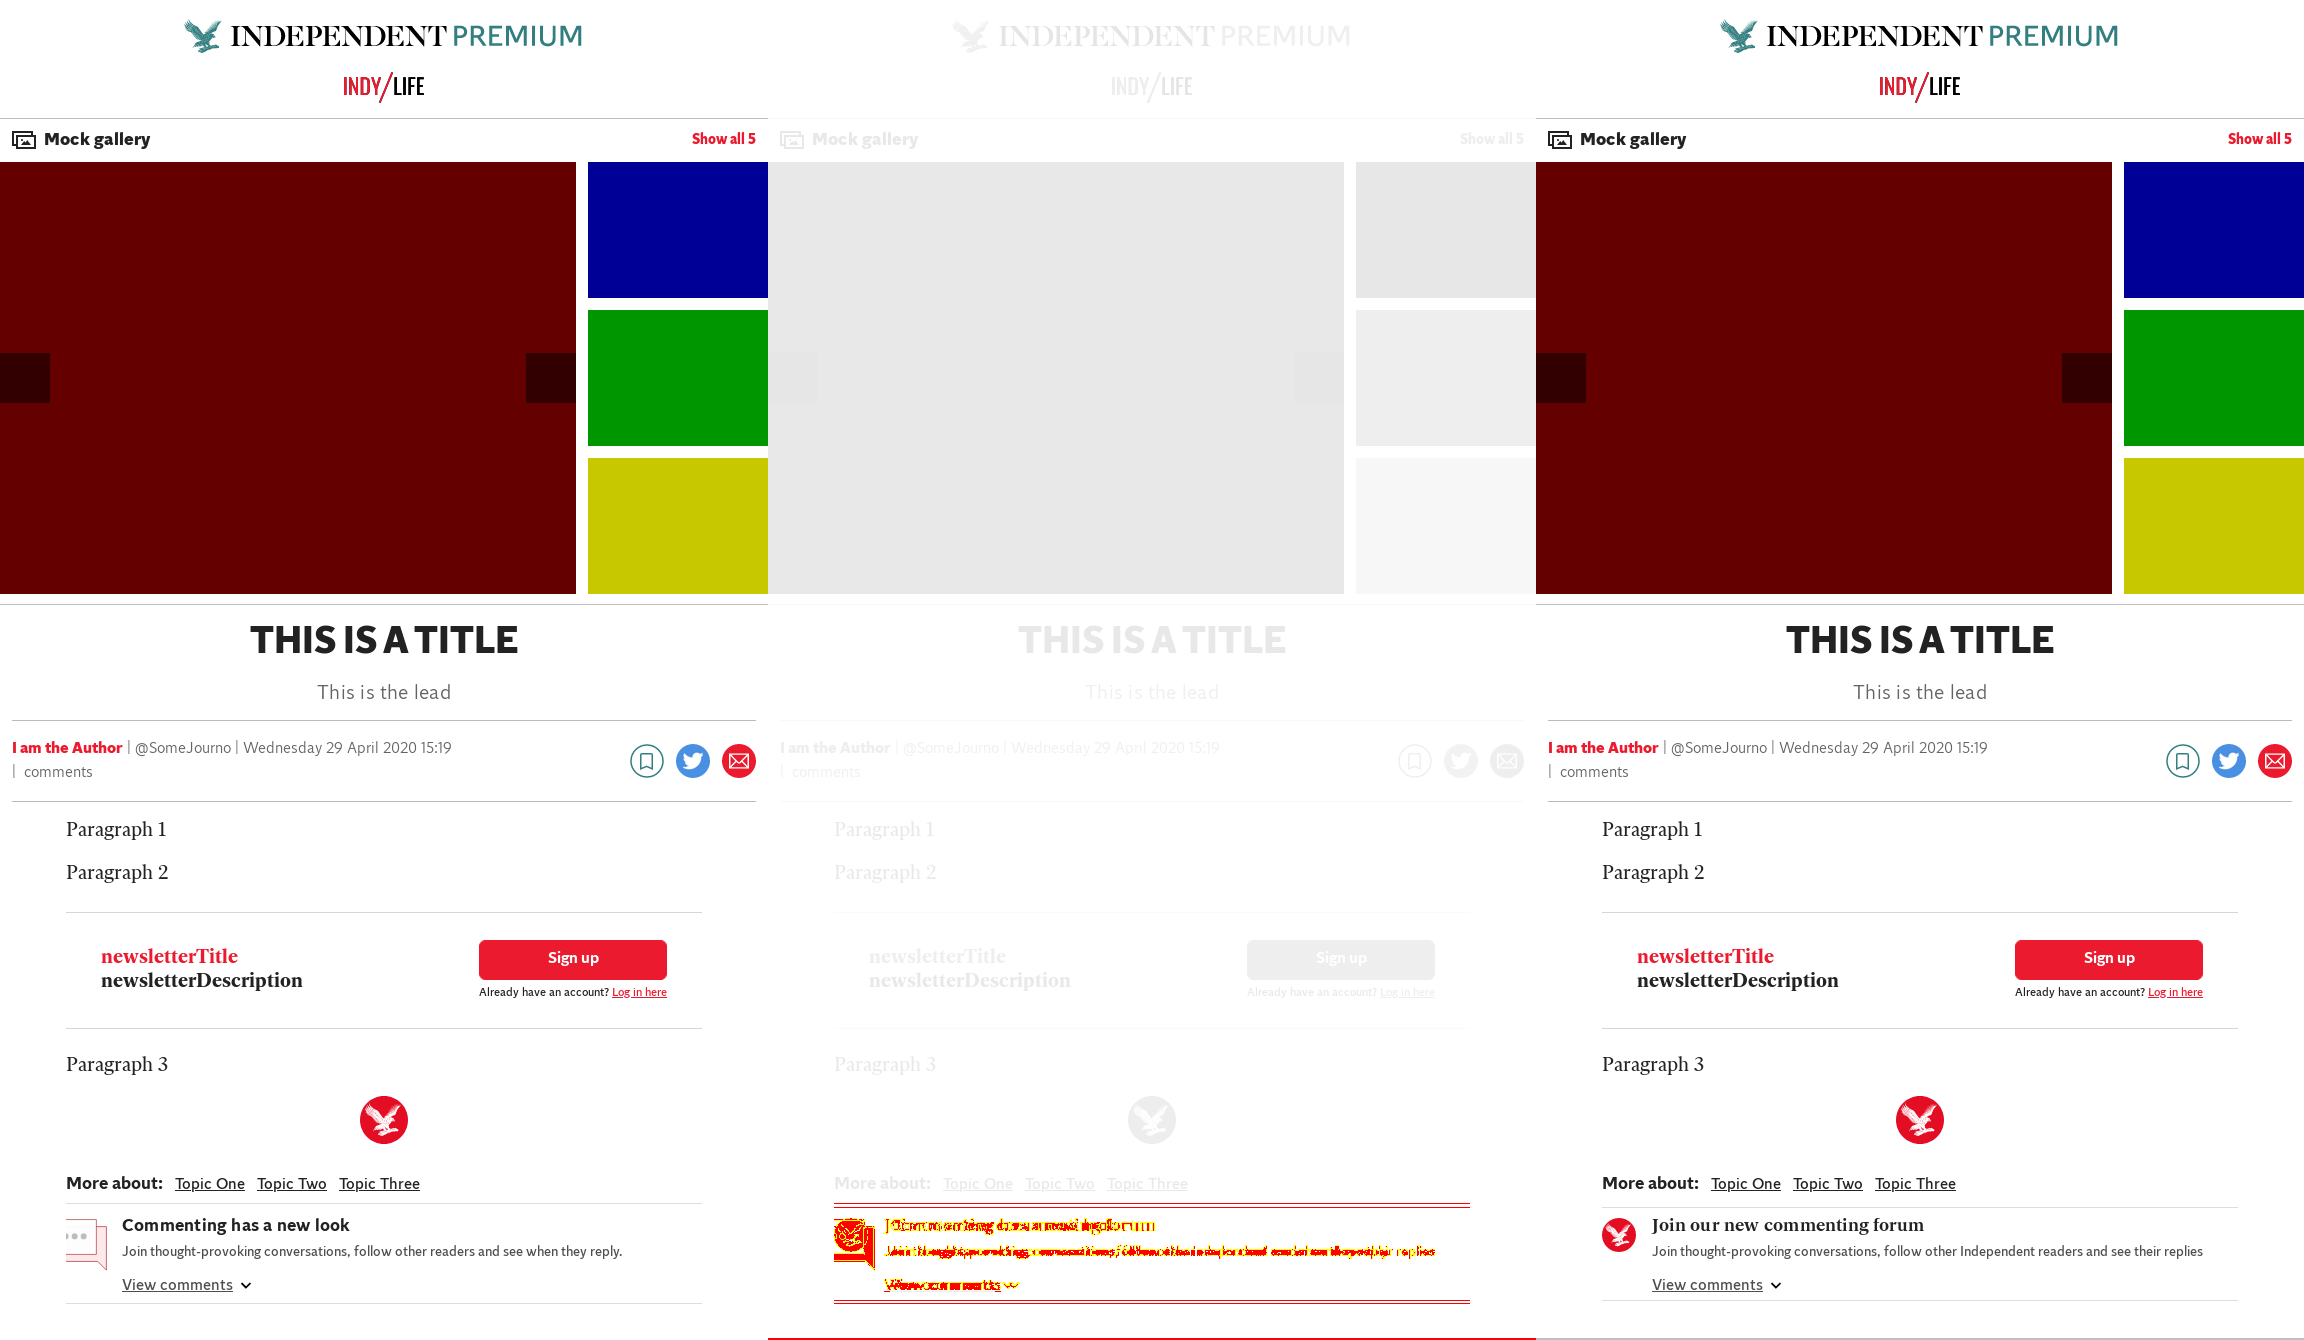 INDEPENDENT PREMIUM
INDY/LIFE
Mock gallery
Show all 5
THIS IS A TITLE
This is the lead
I am the Author | @SomeJourno | Wednesday 29 April 2020 15:19
| comments
Paragraph 1
Paragraph 2
newsletterTitle
newsletterDescription
Sign up
Already have an account? Log in here
Paragraph 3
More about: Topic One Topic Two Topic Three
Commenting has a new look
Join thought-provoking conversations, follow other readers and see when they reply.
View comments
INDEPENDENT PREMIUM
INDY/LIFE
Mock gallery
Show all 5
THIS IS A TITLE
This is the lead
I am the Author | @SomeJourno | Wednesday 29 April 2020 15:19
| comments
Paragraph 1
Paragraph 2
newsletterTitle
newsletterDescription
Sign up
Already have an account? Log in here
Paragraph 3
More about: Topic One Topic Two Topic Three
INDEPENDENT PREMIUM
INDY/LIFE
Mock gallery
Show all 5
THIS IS A TITLE
This is the lead
I am the Author | @SomeJourno | Wednesday 29 April 2020 15:19
| comments
Paragraph 1
Paragraph 2
newsletterTitle
newsletterDescription
Sign up
Already have an account? Log in here
Paragraph 3
More about: Topic One Topic Two Topic Three
Join our new commenting forum
Join thought-provoking conversations, follow other Independent readers and see their replies
View comments